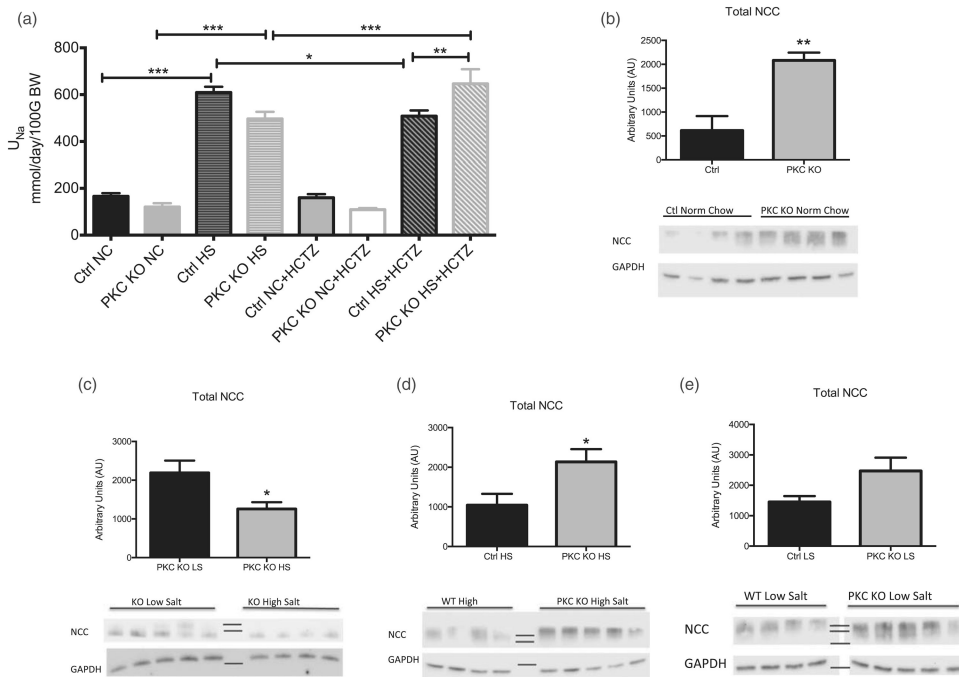 (a)
*** ***
*** * **
800
600
400
200
0
U_Na
mmol/day/100G BW
Ctrl NC
PKC KO NC
Ctrl HS
PKC KO HS
Ctrl NC+HCTZ
PKC KO NC+HCTZ
Ctrl HS+HCTZ
PKC KO HS+HCTZ
(b)
Total NCC
**
2500
2000
1500
1000
500
0
Arbitrary Units (AU)
Ctrl PKC KO
Ctl Norm Chow PKC KO Norm Chow
NCC
GAPDH
(c)
Total NCC
3000
2000
1000
0
Arbitrary Units (AU)
*
PKC KO LS PKC KO HS
KO Low Salt KO High Salt
NCC
GAPDH
(d)
Total NCC
3000
2000
1000
0
Arbitrary Units (AU)
*
Ctrl HS PKC KO HS
WT High PKC KO High Salt
NCC
GAPDH
(e)
Total NCC
4000
3000
2000
1000
0
Arbitrary Units (AU)
Ctrl LS PKC KO LS
WT Low Salt PKC KO Low Salt
NCC
GAPDH